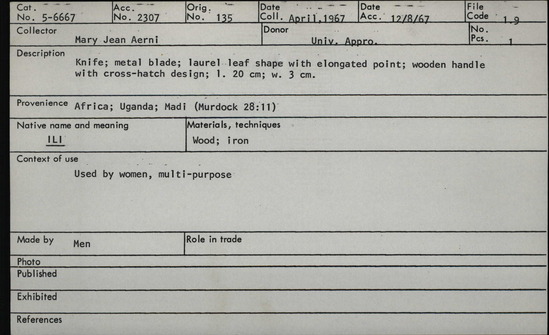 Cat. No. 5-6667 Acc. No. 2307 Orig. No. 135 Date Coll. April, 1967 Date Acc. 12/8/67 File Code 1.9
Collector Mary Jean Aerni Donor Univ. Appro. No. Pcs. 1
Description
Knife; metal blade; laurel leaf shape with elongated point; wooden handle
with cross-hatch design; l. 20 cm; w. 3 cm.
Provenience Africa; Uganda; Madi (Murdock 28:11)
Native name and meaning Materials, techniques
ILI Wood; iron
Context of use
Used by women, multi-purpose
Made by Men Role in trade
Photo
Published
Exhibited
References